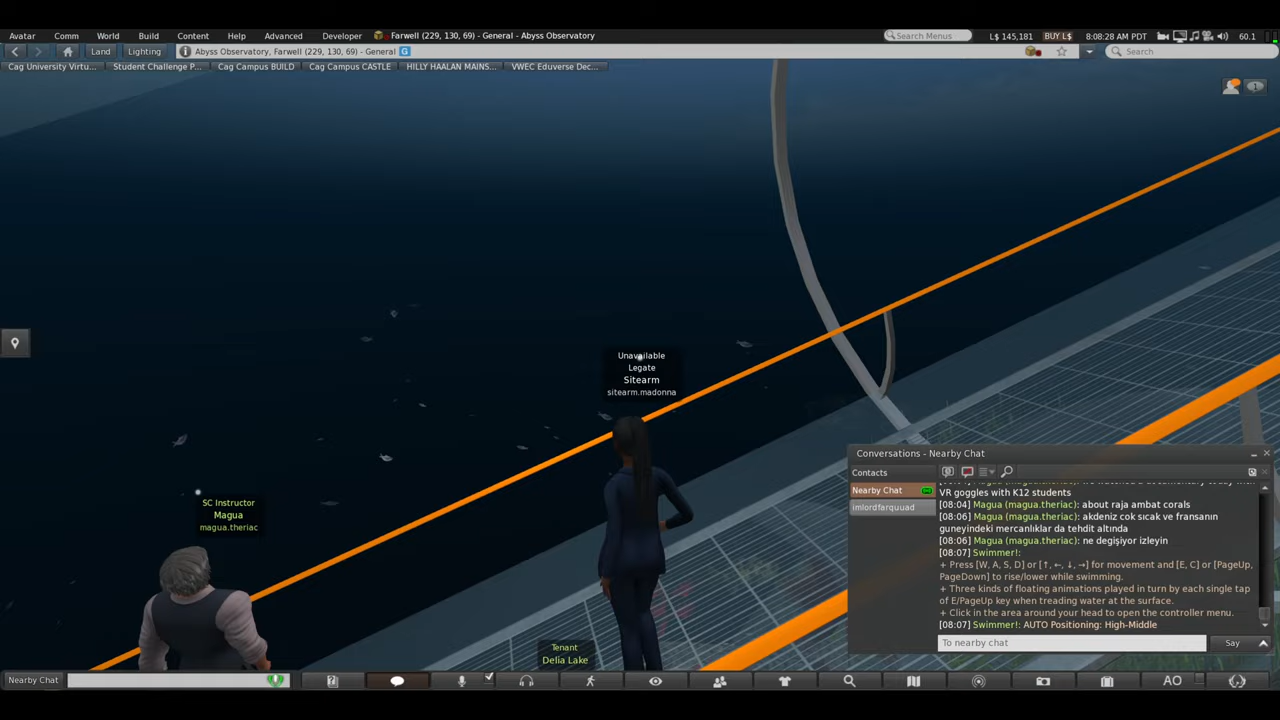 Avatar Comm World Build Content Help Advanced Developer Farwell (229, 130, 69) - General - Abyss Observatory Search Menus L$ 145,181 BUY L$ 8:08:28 AM PDT 60.1
Land Lighting Abyss Observatory, Farwell (229, 130, 69) - General G Search
Cag University Virtu... Student Challenge P... Cag Campus BUILD Cag Campus CASTLE HILLY HAALAN MAINS... VWEC Eduverse Dec...
1
Unavailable
Legate
Sitearm
sitearm.madonna
SC Instructor
Magua
magua.theriac
Tenant
Delia Lake
Conversations - Nearby Chat
Contacts
Nearby Chat
imlordfarquuad
VR goggles with K12 students
[08:04] Magua (magua.theriac): about raja ambat corals
[08:06] Magua (magua.theriac): akdeniz cok sıcak ve fransanın
guneyindeki mercanlıklar da tehdit altında
[08:06] Magua (magua.theriac): ne degişiyor izleyin
[08:07] Swimmer!:
+ Press [W, A, S, D] or [↑, ←, ↓, →] for movement and [E, C] or [PageUp,
PageDown] to rise/lower while swimming.
+ Three kinds of floating animations played in turn by each single tap
of E/PageUp key when treading water at the surface.
+ Click in the area around your head to open the controller menu.
[08:07] Swimmer!: AUTO Positioning: High-Middle
To nearby chat Say
Nearby Chat AO